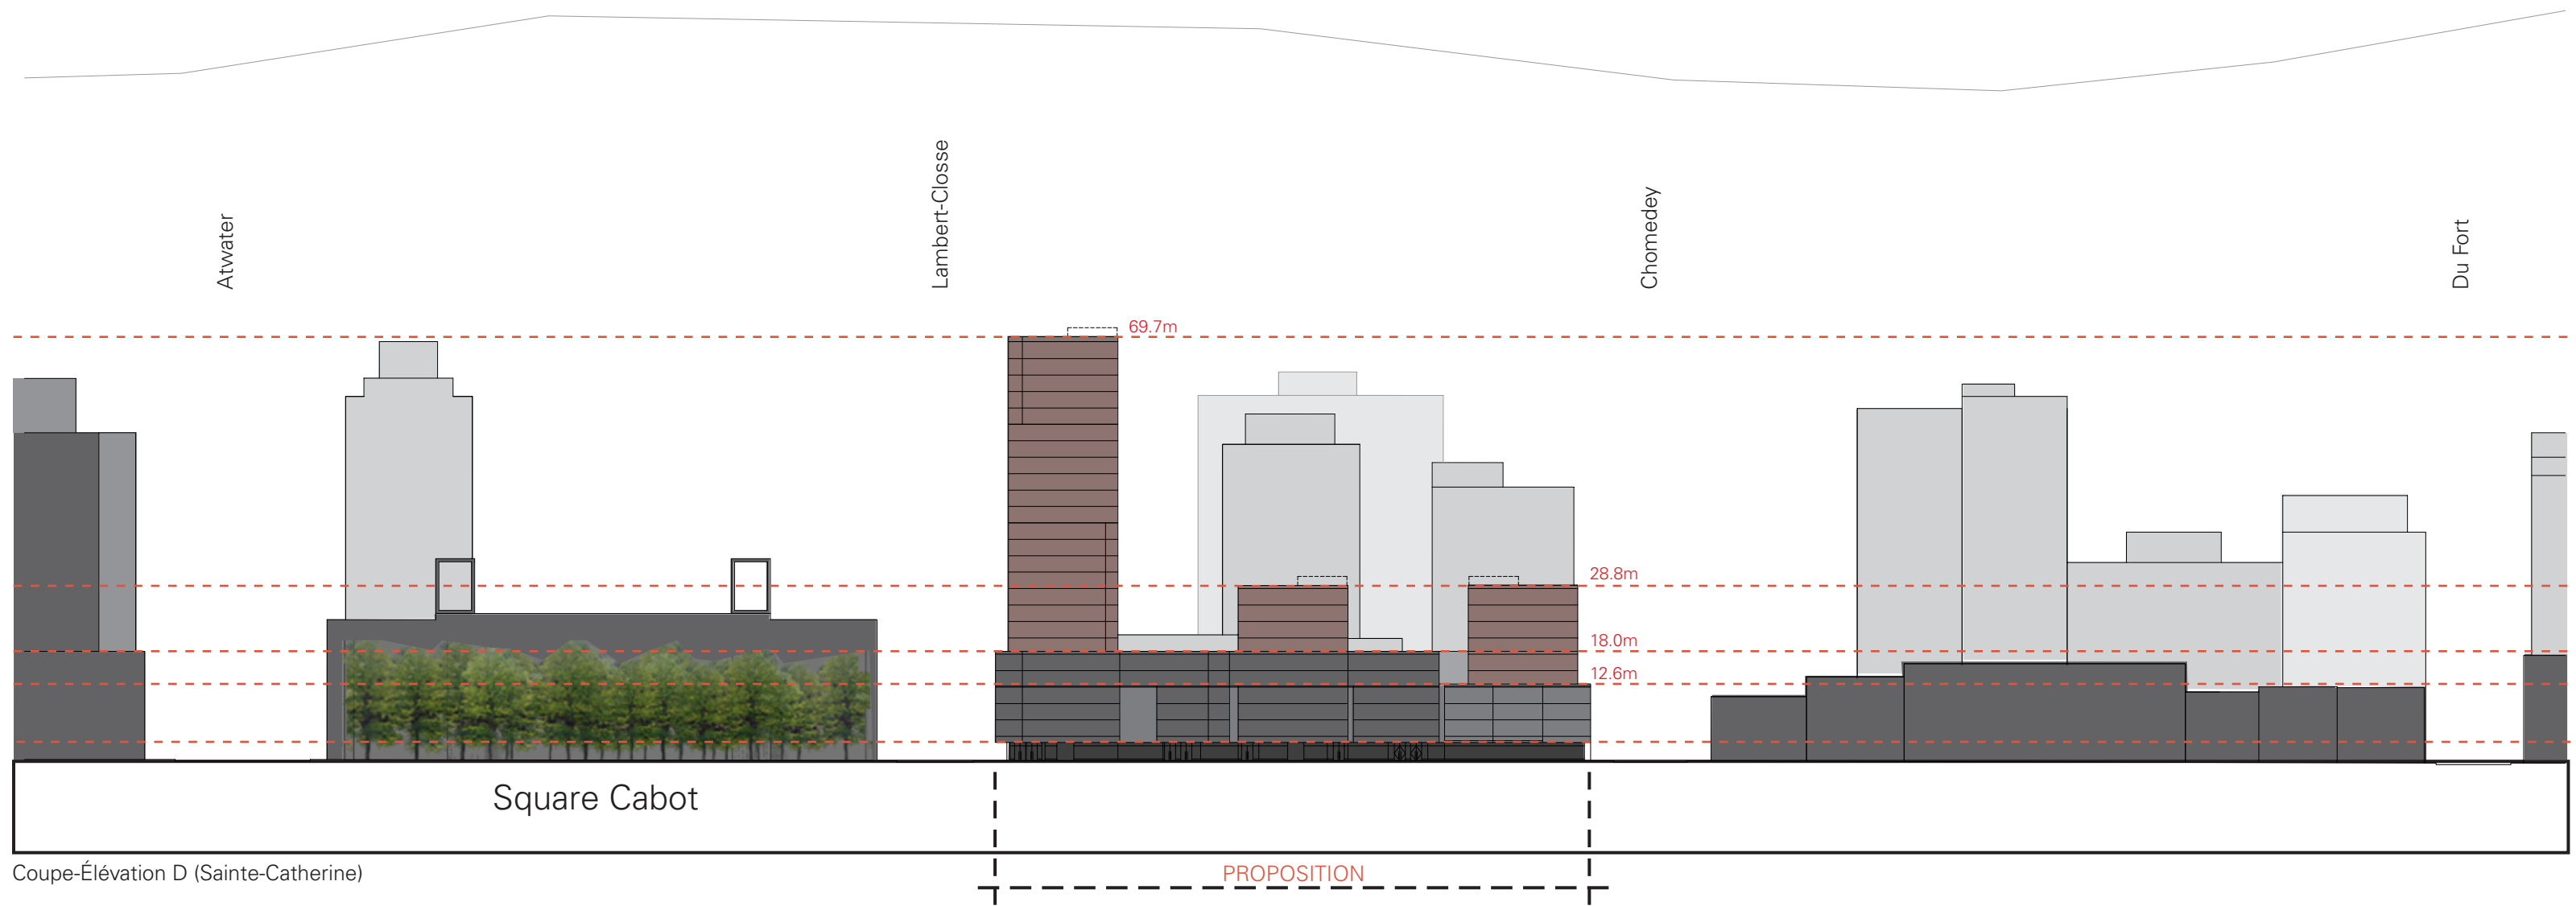 Atwater
Lambert-Closse
Chomedey
Du Fort
69.7m
28.8m
18.0m
12.6m
Square Cabot
Coupe-Élévation D (Sainte-Catherine)
PROPOSITION